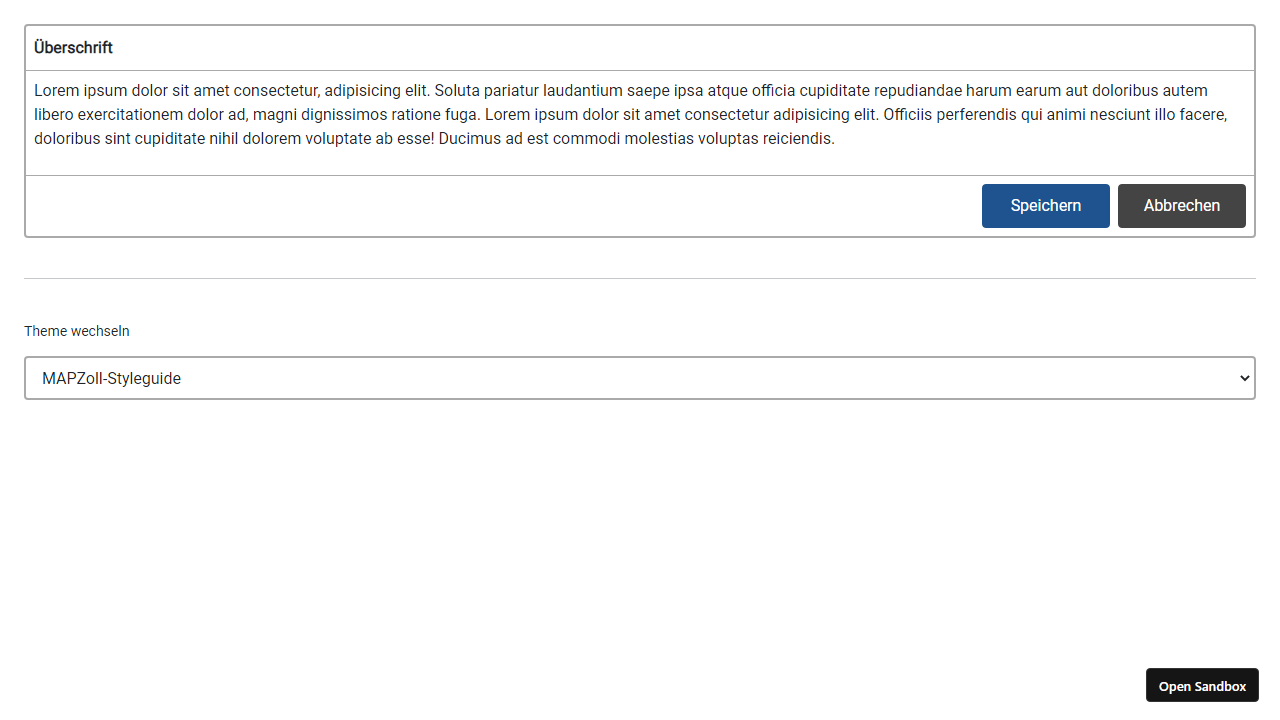 Überschrift
Lorem ipsum dolor sit amet consectetur, adipisicing elit. Soluta pariatur laudantium saepe ipsa atque officia cupiditate repudiandae harum earum aut doloribus autem
libero exercitationem dolor ad, magni dignissimos ratione fuga. Lorem ipsum dolor sit amet consectetur adipisicing elit. Officiis perferendis qui animi nesciunt illo facere,
doloribus sint cupiditate nihil dolorem voluptate ab esse! Ducimus ad est commodi molestias voluptas reiciendis.
Speichern Abbrechen
Theme wechseln
MAPZoll-Styleguide
Open Sandbox